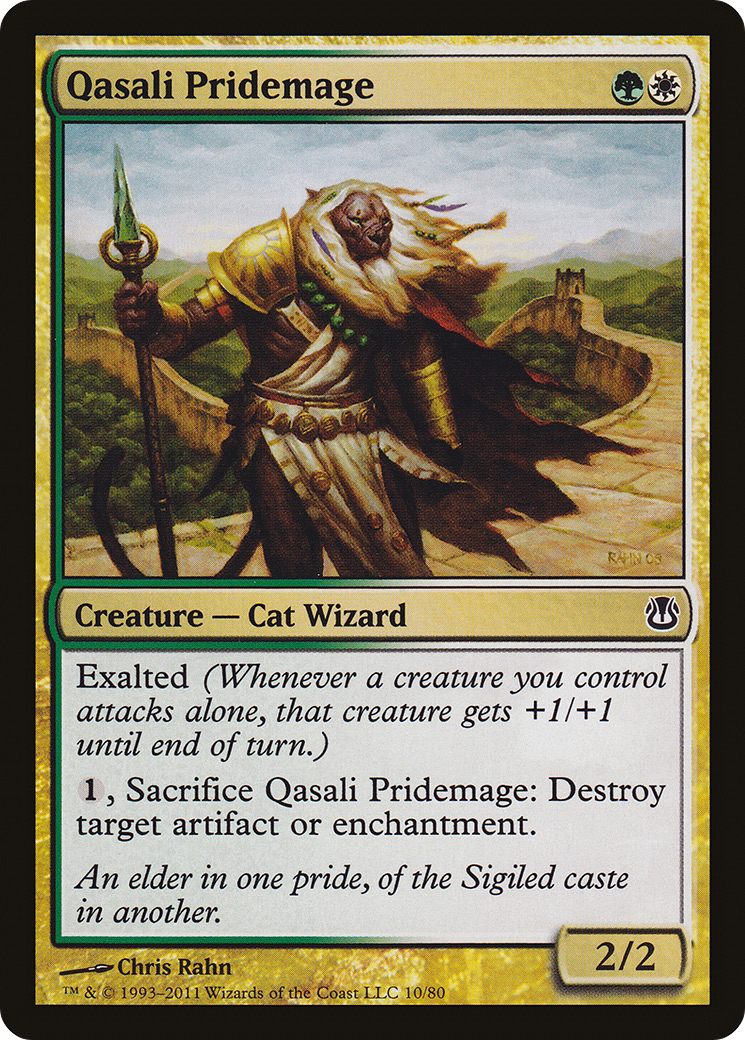 Qasali Pridemage
RAHN 08
Creature — Cat Wizard
Exalted (Whenever a creature you control
attacks alone, that creature gets +1/+1
until end of turn.)
1, Sacrifice Qasali Pridemage: Destroy
target artifact or enchantment.
An elder in one pride, of the Sigiled caste
in another.
2/2
Chris Rahn
™ & © 1993–2011 Wizards of the Coast LLC 10/80